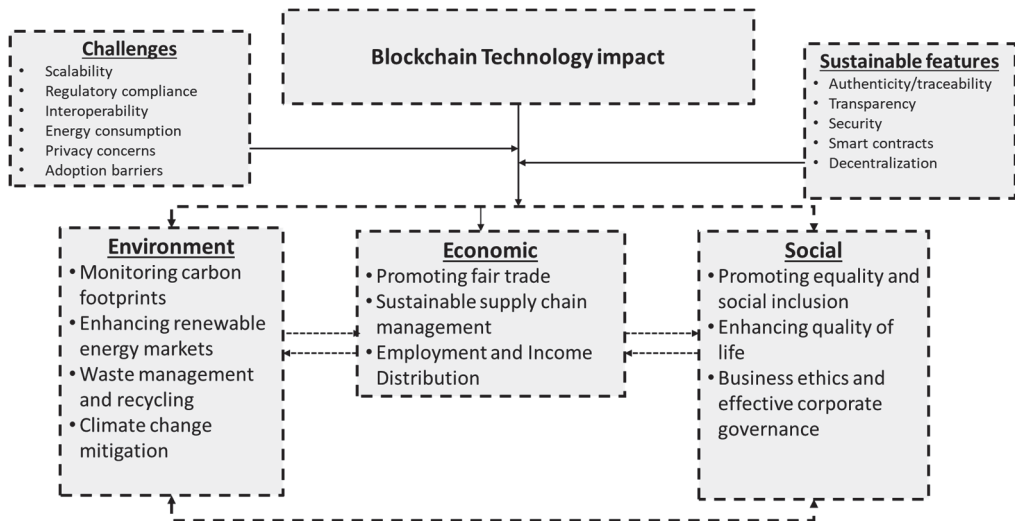 Blockchain Technology impact
Challenges
• Scalability
• Regulatory compliance
• Interoperability
• Energy consumption
• Privacy concerns
• Adoption barriers
Sustainable features
• Authenticity/traceability
• Transparency
• Security
• Smart contracts
• Decentralization
Environment
• Monitoring carbon
footprints
• Enhancing renewable
energy markets
• Waste management
and recycling
• Climate change
mitigation
Economic
• Promoting fair trade
• Sustainable supply chain
management
• Employment and Income
Distribution
Social
• Promoting equality and
social inclusion
• Enhancing quality of
life
• Business ethics and
effective corporate
governance